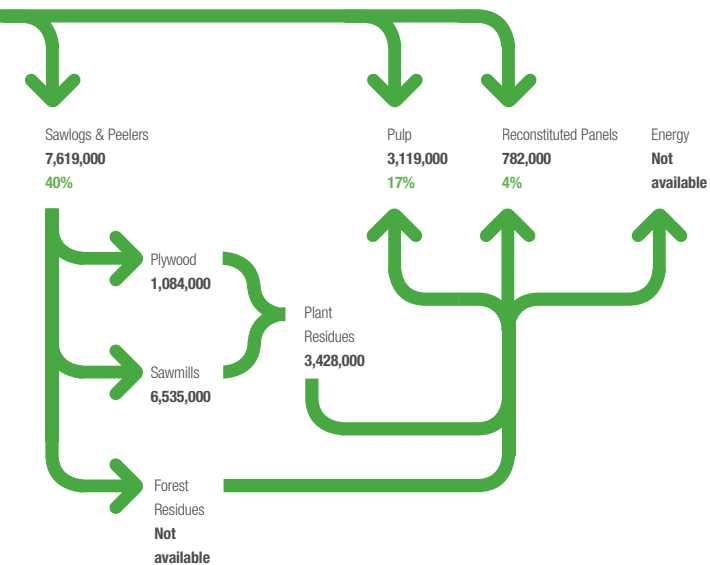 Sawlogs & Peelers
7,619,000
40%
Pulp
3,119,000
17%
Reconstituted Panels
782,000
4%
Energy
Not
available
Plywood
1,084,000
Sawmills
6,535,000
Plant
Residues
3,428,000
Forest
Residues
Not
available